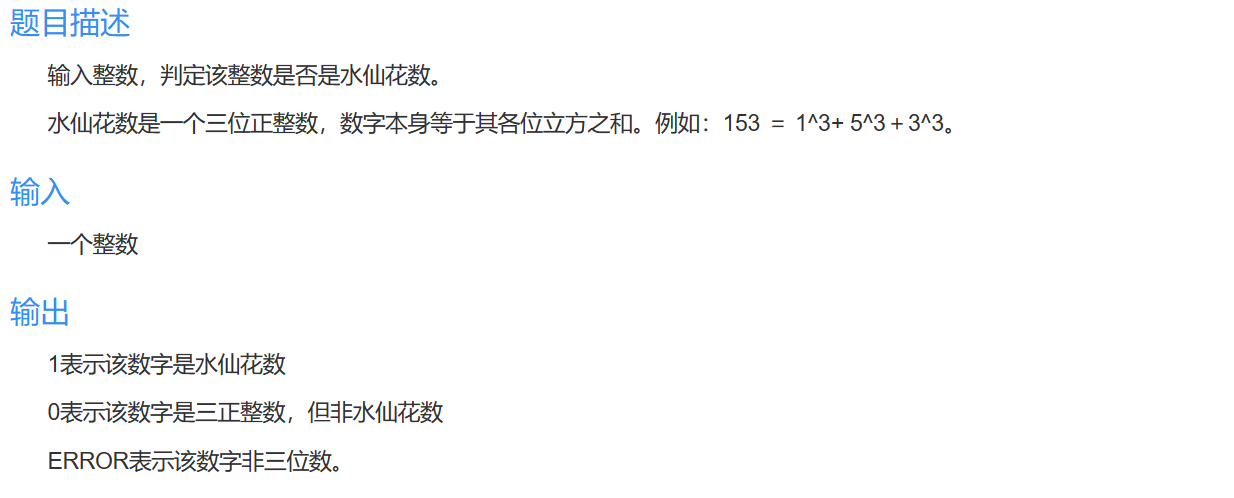 题目描述
输入整数，判定该整数是否是水仙花数。
水仙花数是一个三位正整数，数字本身等于其各位立方之和。例如：153 ＝ 1^3+ 5^3＋3^3。
输入
一个整数
输出
1表示该数字是水仙花数
0表示该数字是三正整数，但非水仙花数
ERROR表示该数字非三位数。